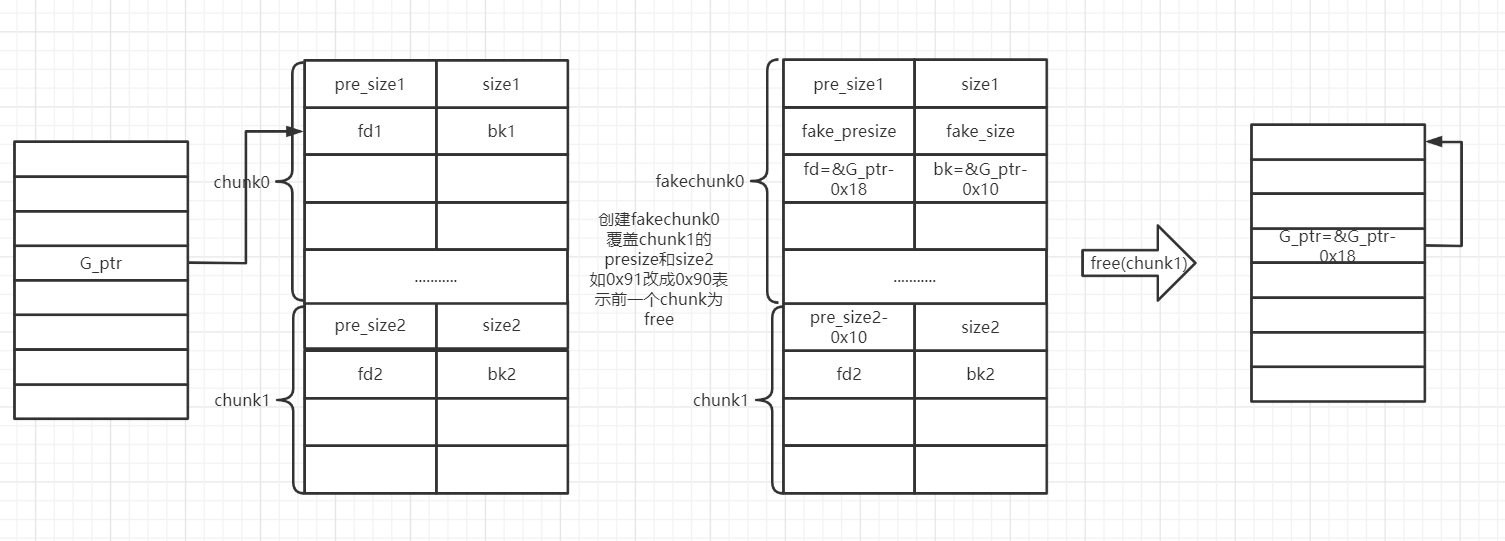 G_ptr
pre_size1
size1
fd1
bk1
chunk0
...........
pre_size2
size2
fd2
bk2
chunk1
创建fakechunk0
覆盖chunk1的
presize和size2
如0x91改成0x90表
示前一个chunk为
free
pre_size1
size1
fake_presize
fake_size
fd=&G_ptr-
0x18
bk=&G_ptr-
0x10
fakechunk0
...........
pre_size2-
0x10
size2
fd2
bk2
chunk1
free(chunk1)
G_ptr=&G_ptr-
0x18